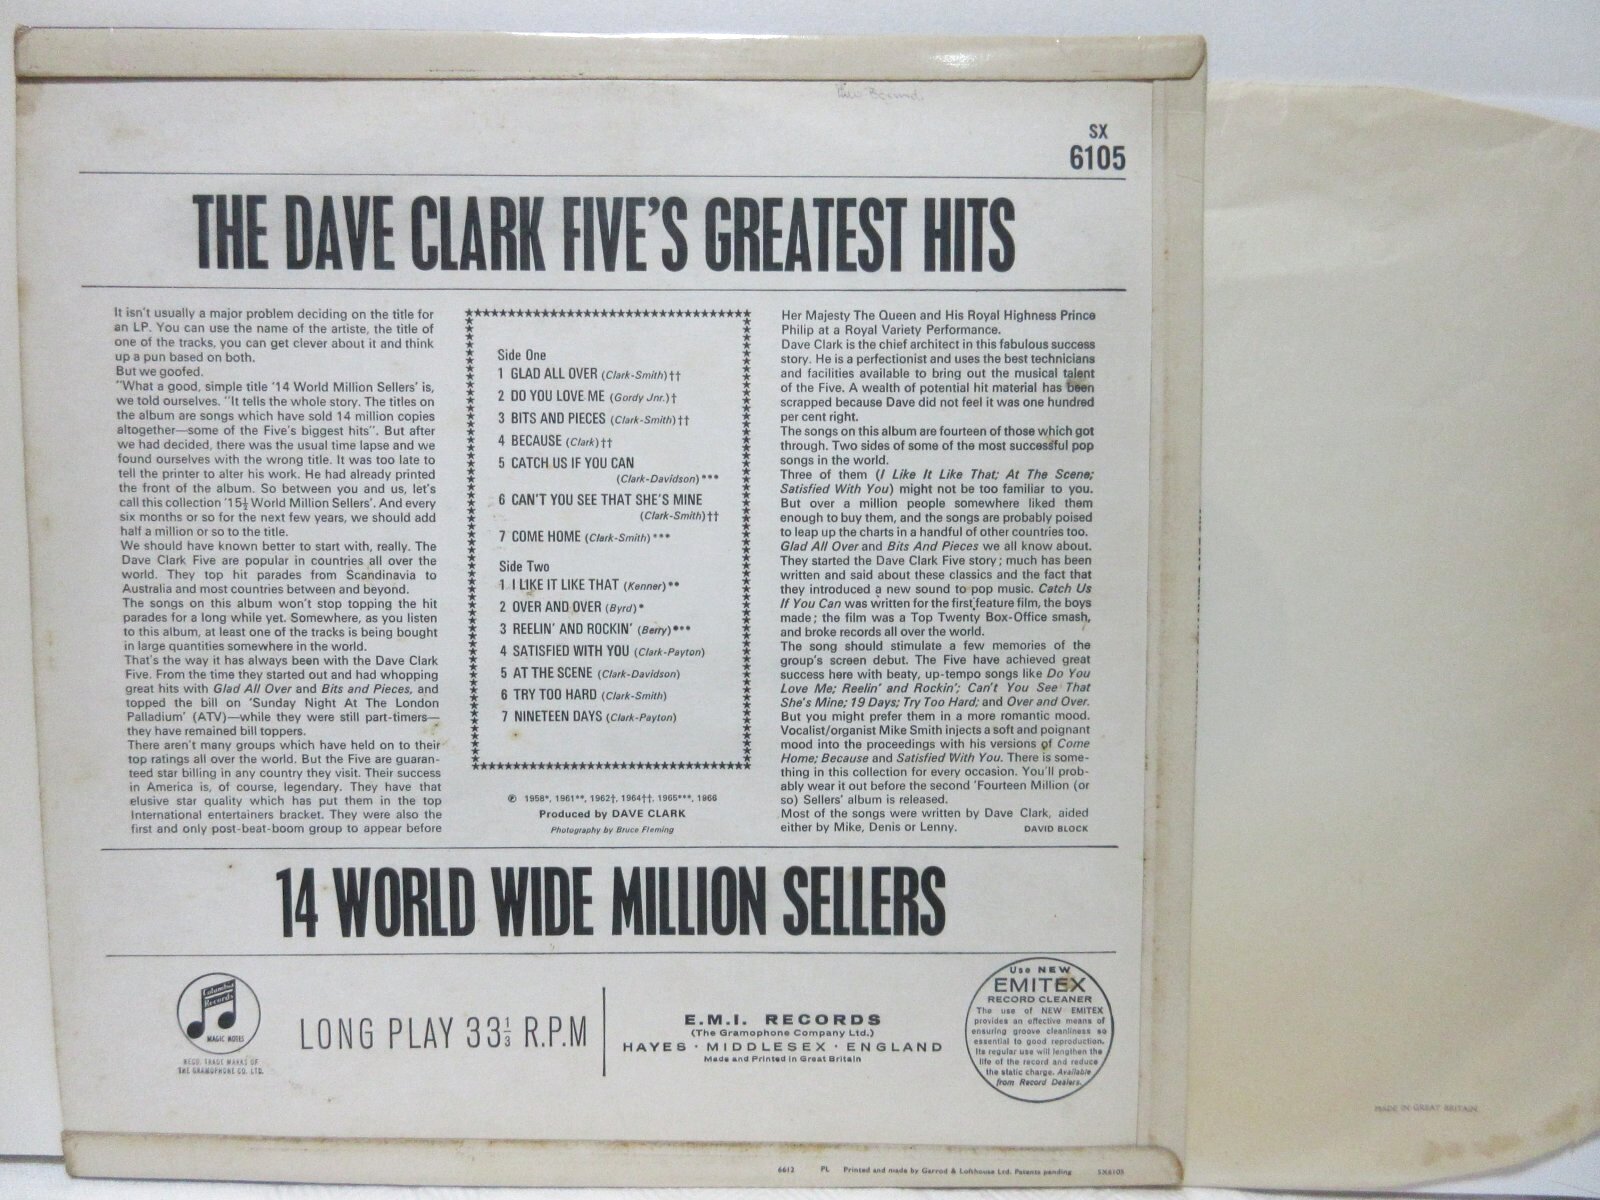 SX
6105
THE DAVE CLARK FIVE'S GREATEST HITS
It isn't usually a major problem deciding on the title for
an LP. You can use the name of the artiste, the title of
one of the tracks, you can get clever about it and think
up a pun based on both.
But we goofed.
"What a good, simple title '14 World Million Sellers' is,
we told ourselves. "It tells the whole story. The titles on
the album are songs which have sold 14 million copies
altogether—some of the Five's biggest hits". But after
we had decided, there was the usual time lapse and we
found ourselves with the wrong title. It was too late to
tell the printer to alter his work. He had already printed
the front of the album. So between you and us, let's
call this collection '15½ World Million Sellers'. And every
six months or so for the next few years, we should add
half a million or so to the title.
We should have known better to start with, really. The
Dave Clark Five are popular in countries all over the
world. They top hit parades from Scandinavia to
Australia and most countries between and beyond.
The songs on this album won't stop topping the hit
parades for a long while yet. Somewhere, as you listen
to this album, at least one of the tracks is being bought
in large quantities somewhere in the world.
That's the way it has always been with the Dave Clark
Five. From the time they started out and had whopping
great hits with Glad All Over and Bits and Pieces, and
topped the bill on 'Sunday Night At The London
Palladium' (ATV)—while they were still part-timers—
they have remained bill toppers.
There aren't many groups which have held on to their
top ratings all over the world. But the Five are guaran-
teed star billing in any country they visit. Their success
in America is, of course, legendary. They have that
elusive star quality which has put them in the top
International entertainers bracket. They were also the
first and only post-beat-boom group to appear before
Side One
1 GLAD ALL OVER (Clark-Smith)††
2 DO YOU LOVE ME (Gordy Jnr.)†
3 BITS AND PIECES (Clark-Smith)††
4 BECAUSE (Clark)††
5 CATCH US IF YOU CAN
(Clark-Davidson)***
6 CAN'T YOU SEE THAT SHE'S MINE
(Clark-Smith)††
7 COME HOME (Clark-Smith)***
Side Two
1 I LIKE IT LIKE THAT (Kenner)**
2 OVER AND OVER (Byrd)*
3 REELIN' AND ROCKIN' (Berry)***
4 SATISFIED WITH YOU (Clark-Payton)
5 AT THE SCENE (Clark-Davidson)
6 TRY TOO HARD (Clark-Smith)
7 NINETEEN DAYS (Clark-Payton)
℗ 1958*, 1961**, 1962†, 1964††, 1965***, 1966
Produced by DAVE CLARK
Photography by Bruce Fleming
Her Majesty The Queen and His Royal Highness Prince
Philip at a Royal Variety Performance.
Dave Clark is the chief architect in this fabulous success
story. He is a perfectionist and uses the best technicians
and facilities available to bring out the musical talent
of the Five. A wealth of potential hit material has been
scrapped because Dave did not feel it was one hundred
per cent right.
The songs on this album are fourteen of those which got
through. Two sides of some of the most successful pop
songs in the world.
Three of them (I Like It Like That; At The Scene;
Satisfied With You) might not be too familiar to you.
But over a million people somewhere liked them
enough to buy them, and the songs are probably poised
to leap up the charts in a handful of other countries too.
Glad All Over and Bits And Pieces we all know about.
They started the Dave Clark Five story; much has been
written and said about these classics and the fact that
they introduced a new sound to pop music. Catch Us
If You Can was written for the first feature film, the boys
made; the film was a Top Twenty Box-Office smash,
and broke records all over the world.
The song should stimulate a few memories of the
group's screen debut. The Five have achieved great
success here with beaty, up-tempo songs like Do You
Love Me; Reelin' and Rockin'; Can't You See That
She's Mine; 19 Days; Try Too Hard; and Over and Over.
But you might prefer them in a more romantic mood.
Vocalist/organist Mike Smith injects a soft and poignant
mood into the proceedings with his versions of Come
Home; Because and Satisfied With You. There is some-
thing in this collection for every occasion. You'll prob-
ably wear it out before the second 'Fourteen Million (or
so) Sellers' album is released.
Most of the songs were written by Dave Clark, aided
either by Mike, Denis or Lenny. DAVID BLOCK
14 WORLD WIDE MILLION SELLERS
Columbia
Records
MAGIC NOTES
REGD. TRADE MARKS OF
THE GRAMOPHONE CO. LTD.
LONG PLAY 33⅓ R.P.M
E.M.I. RECORDS
(The Gramophone Company Ltd.)
HAYES · MIDDLESEX · ENGLAND
Made and Printed in Great Britain
Use NEW
EMITEX
RECORD CLEANER
The use of NEW EMITEX
provides an effective means of
ensuring groove cleanliness so
essential to good reproduction.
Its regular use will lengthen the
life of the record and reduce
the static charge. Available
from Record Dealers.
MADE IN GREAT BRITAIN
6612 PL Printed and made by Garrod & Lofthouse Ltd. Patents pending SX6105